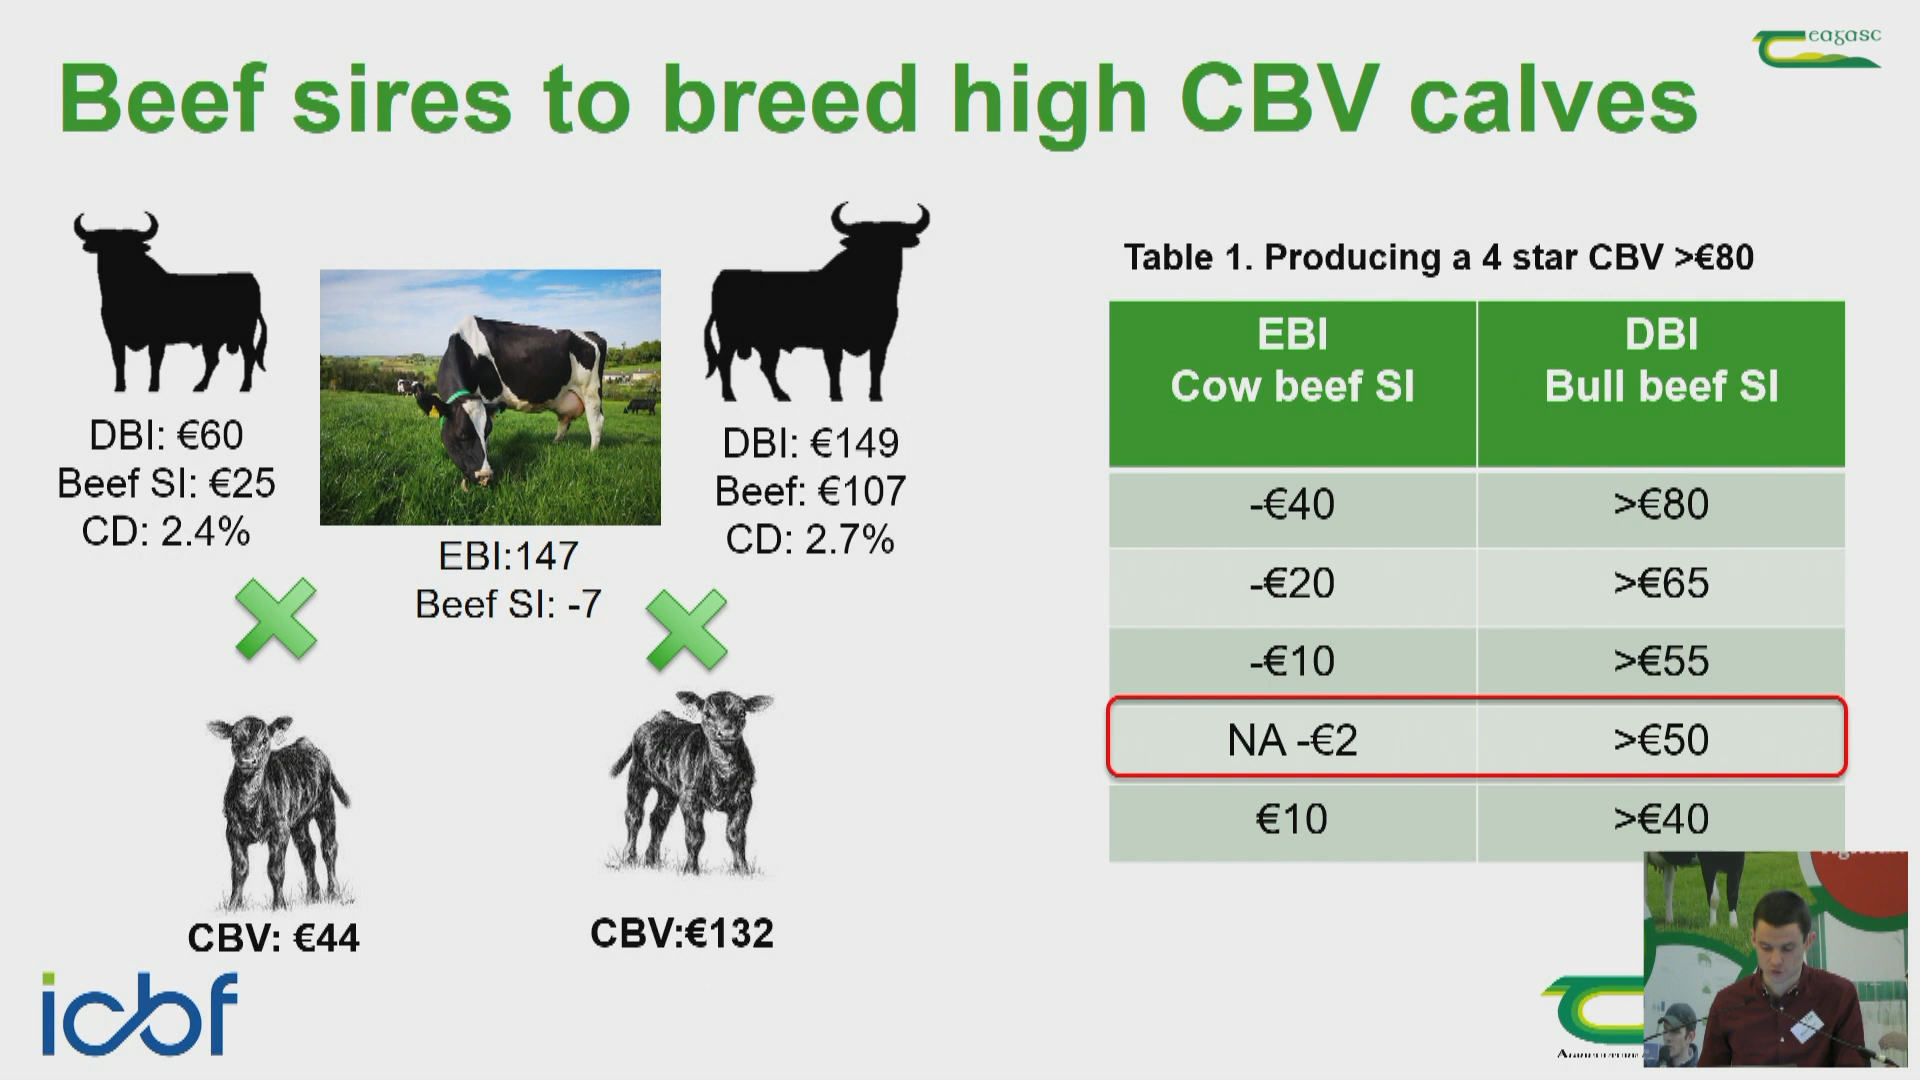 eagasc
Beef sires to breed high CBV calves
DBI: €60
Beef SI: €25
CD: 2.4%
EBI:147
Beef SI: -7
DBI: €149
Beef: €107
CD: 2.7%
CBV: €44
CBV:€132
Table 1. Producing a 4 star CBV >€80
EBI
Cow beef SI
DBI
Bull beef SI
-€40 >€80
-€20 >€65
-€10 >€55
NA -€2 >€50
€10 >€40
icbf